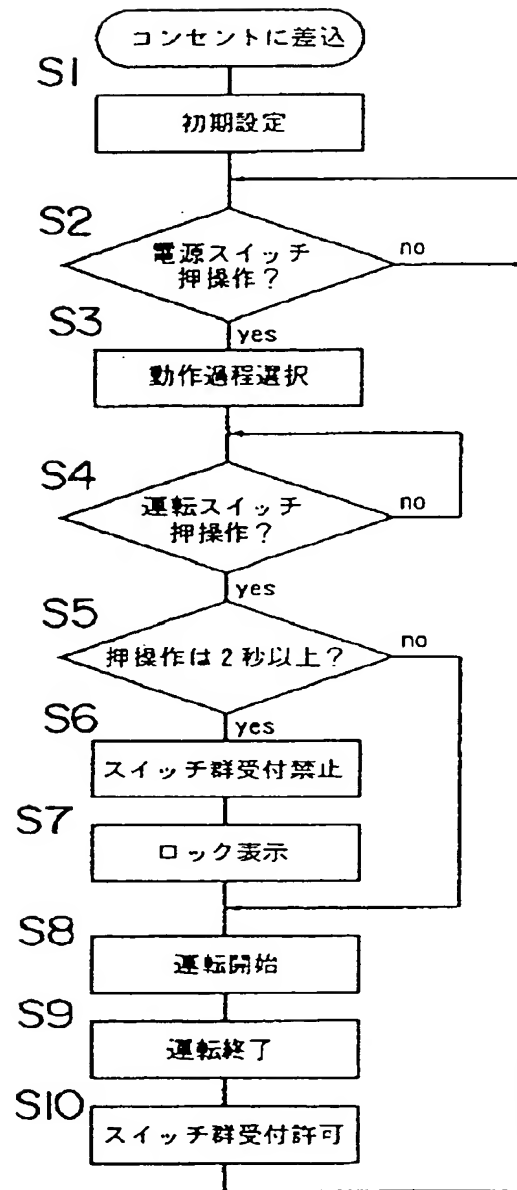 コンセントに差込
S1
初期設定
S2
電源スイッチ
押操作?
no
yes
S3
動作過程選択
S4
運転スイッチ
押操作?
no
yes
S5
押操作は2秒以上?
no
yes
S6
スイッチ群受付禁止
S7
ロック表示
S8
運転開始
S9
運転終了
S10
スイッチ群受付許可